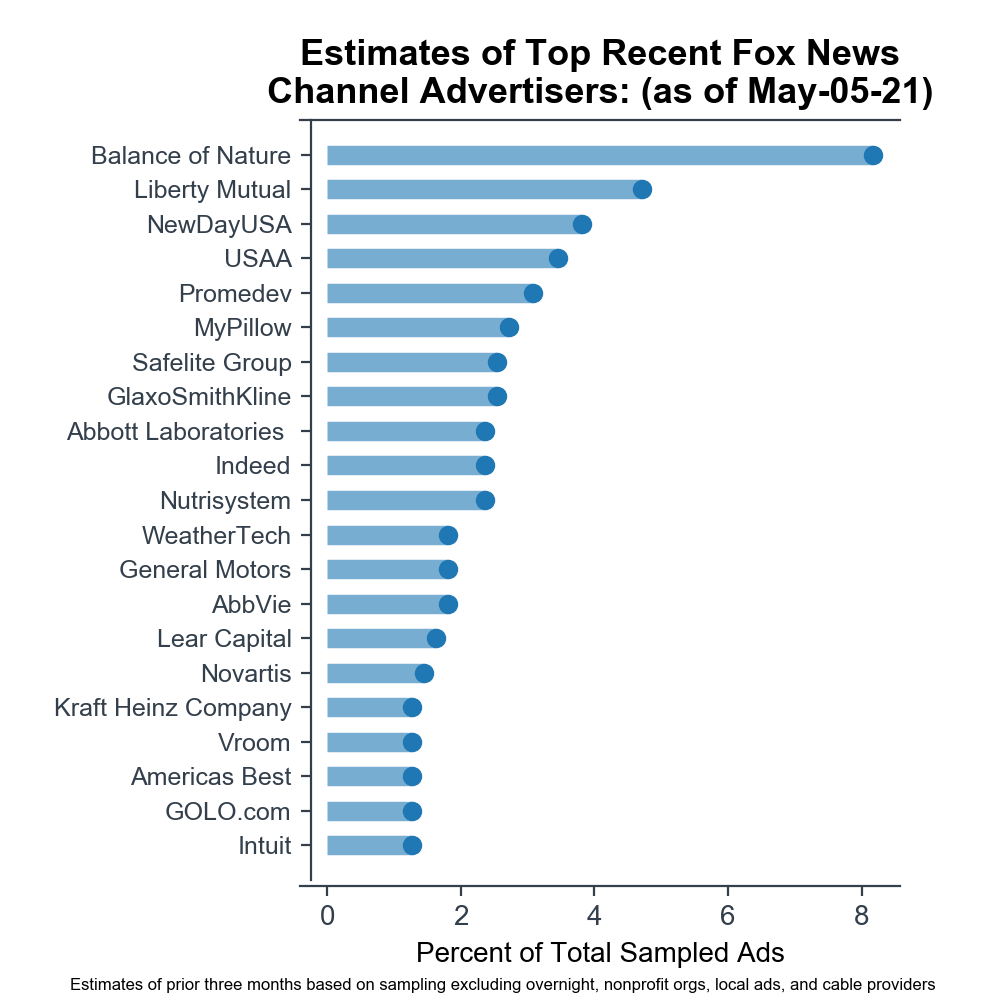 Estimates of Top Recent Fox News
Channel Advertisers: (as of May-05-21)
Balance of Nature
Liberty Mutual
NewDayUSA
USAA
Promedev
MyPillow
Safelite Group
GlaxoSmithKline
Abbott Laboratories
Indeed
Nutrisystem
WeatherTech
General Motors
AbbVie
Lear Capital
Novartis
Kraft Heinz Company
Vroom
Americas Best
GOLO.com
Intuit
0 2 4 6 8
Percent of Total Sampled Ads
Estimates of prior three months based on sampling excluding overnight, nonprofit orgs, local ads, and cable providers